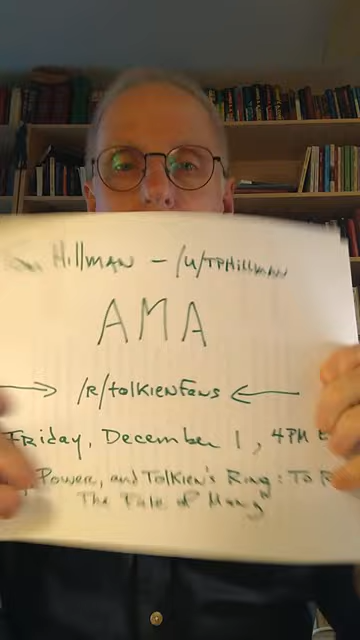 Hillman - /u/TPHillman
AMA
/r/tolkienfans
Friday, December 1, 4PM E
Power, and Tolkien's Ring: To R
The Tale of Many